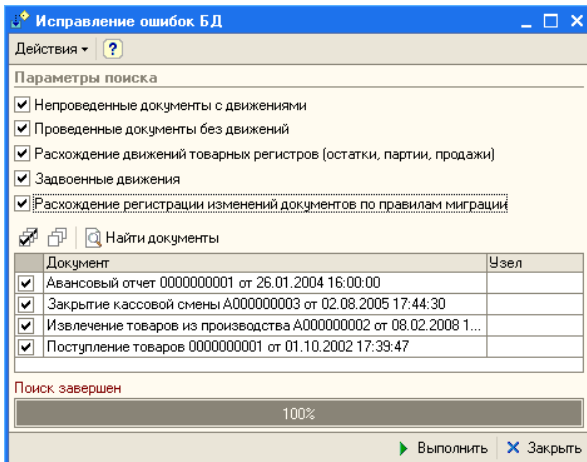 Исправление ошибок БД
Действия ?
Параметры поиска
Непроведенные документы с движениями
Проведенные документы без движений
Расхождение движений товарных регистров (остатки, партии, продажи)
Задвоенные движения
Расхождение регистрации изменений документов по правилам миграции
Найти документы
Документ Узел
Авансовый отчет 0000000001 от 26.01.2004 16:00:00
Закрытие кассовой смены А000000003 от 02.08.2005 17:44:30
Извлечение товаров из производства А000000002 от 08.02.2008 1...
Поступление товаров 0000000001 от 01.10.2002 17:39:47
Поиск завершен
100%
Выполнить Закрыть